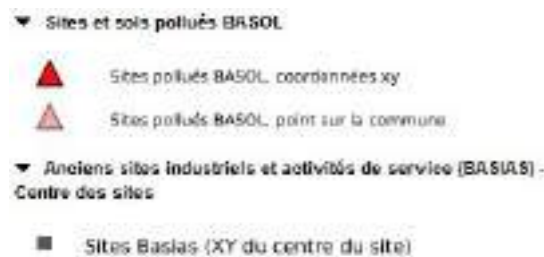 Sites et sols pollués BASOL
Sites pollués BASOL, coordonnées xy
Sites pollués BASOL, point sur la commune
Anciens sites industriels et activités de service (BASIAS) -
Centre des sites
Sites Basias (XY du centre du site)